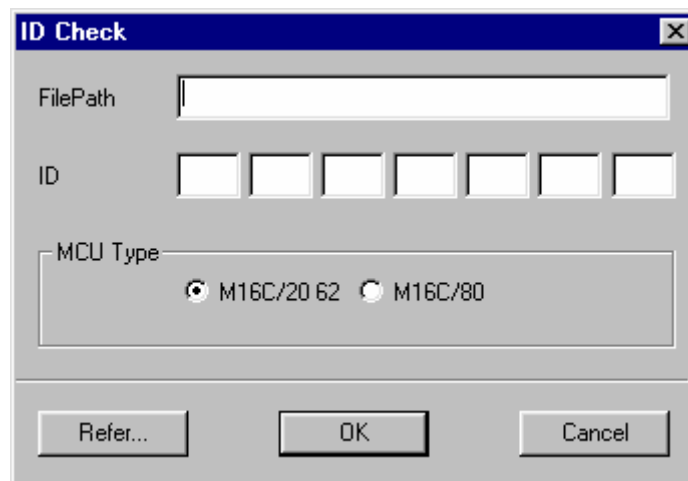 ID Check
FilePath
ID
MCU Type
M16C/20 62 M16C/80
Refer... OK Cancel